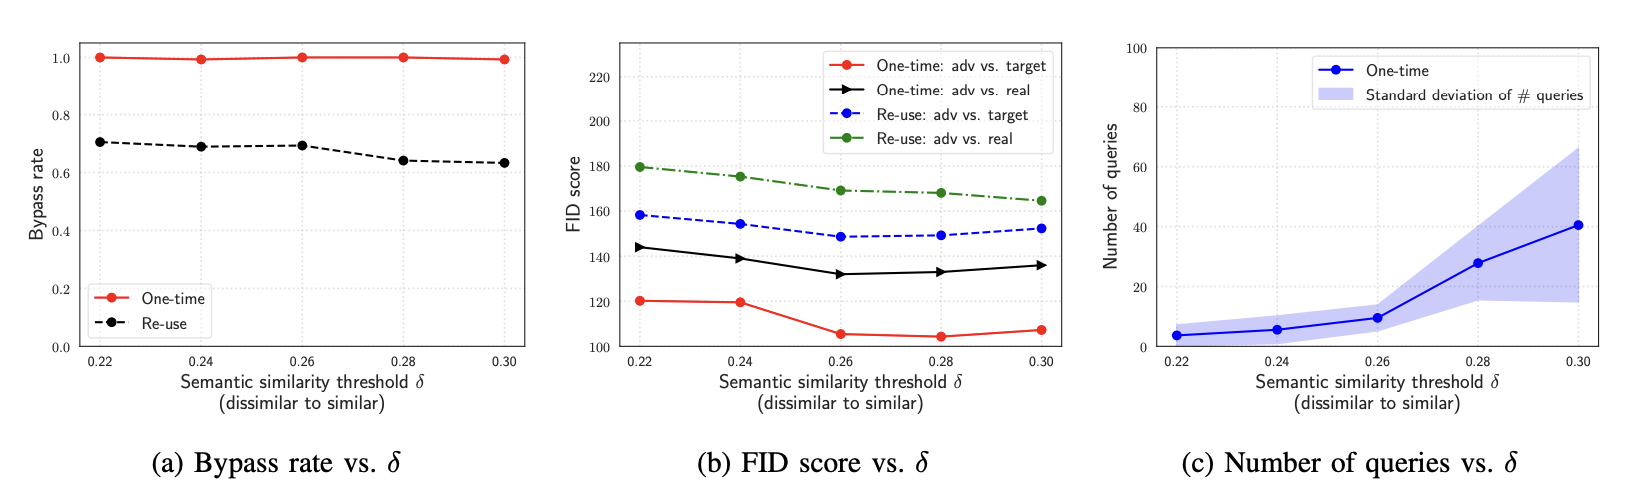 1.0
0.8
0.6
0.4
0.2
0.0
Bypass rate
One-time
Re-use
0.22 0.24 0.26 0.28 0.30
Semantic similarity threshold δ
(dissimilar to similar)
(a) Bypass rate vs. δ
220
200
180
160
140
120
100
FID score
One-time: adv vs. target
One-time: adv vs. real
Re-use: adv vs. target
Re-use: adv vs. real
0.22 0.24 0.26 0.28 0.30
Semantic similarity threshold δ
(dissimilar to similar)
(b) FID score vs. δ
100
80
60
40
20
0
Number of queries
One-time
Standard deviation of # queries
0.22 0.24 0.26 0.28 0.30
Semantic similarity threshold δ
(dissimilar to similar)
(c) Number of queries vs. δ